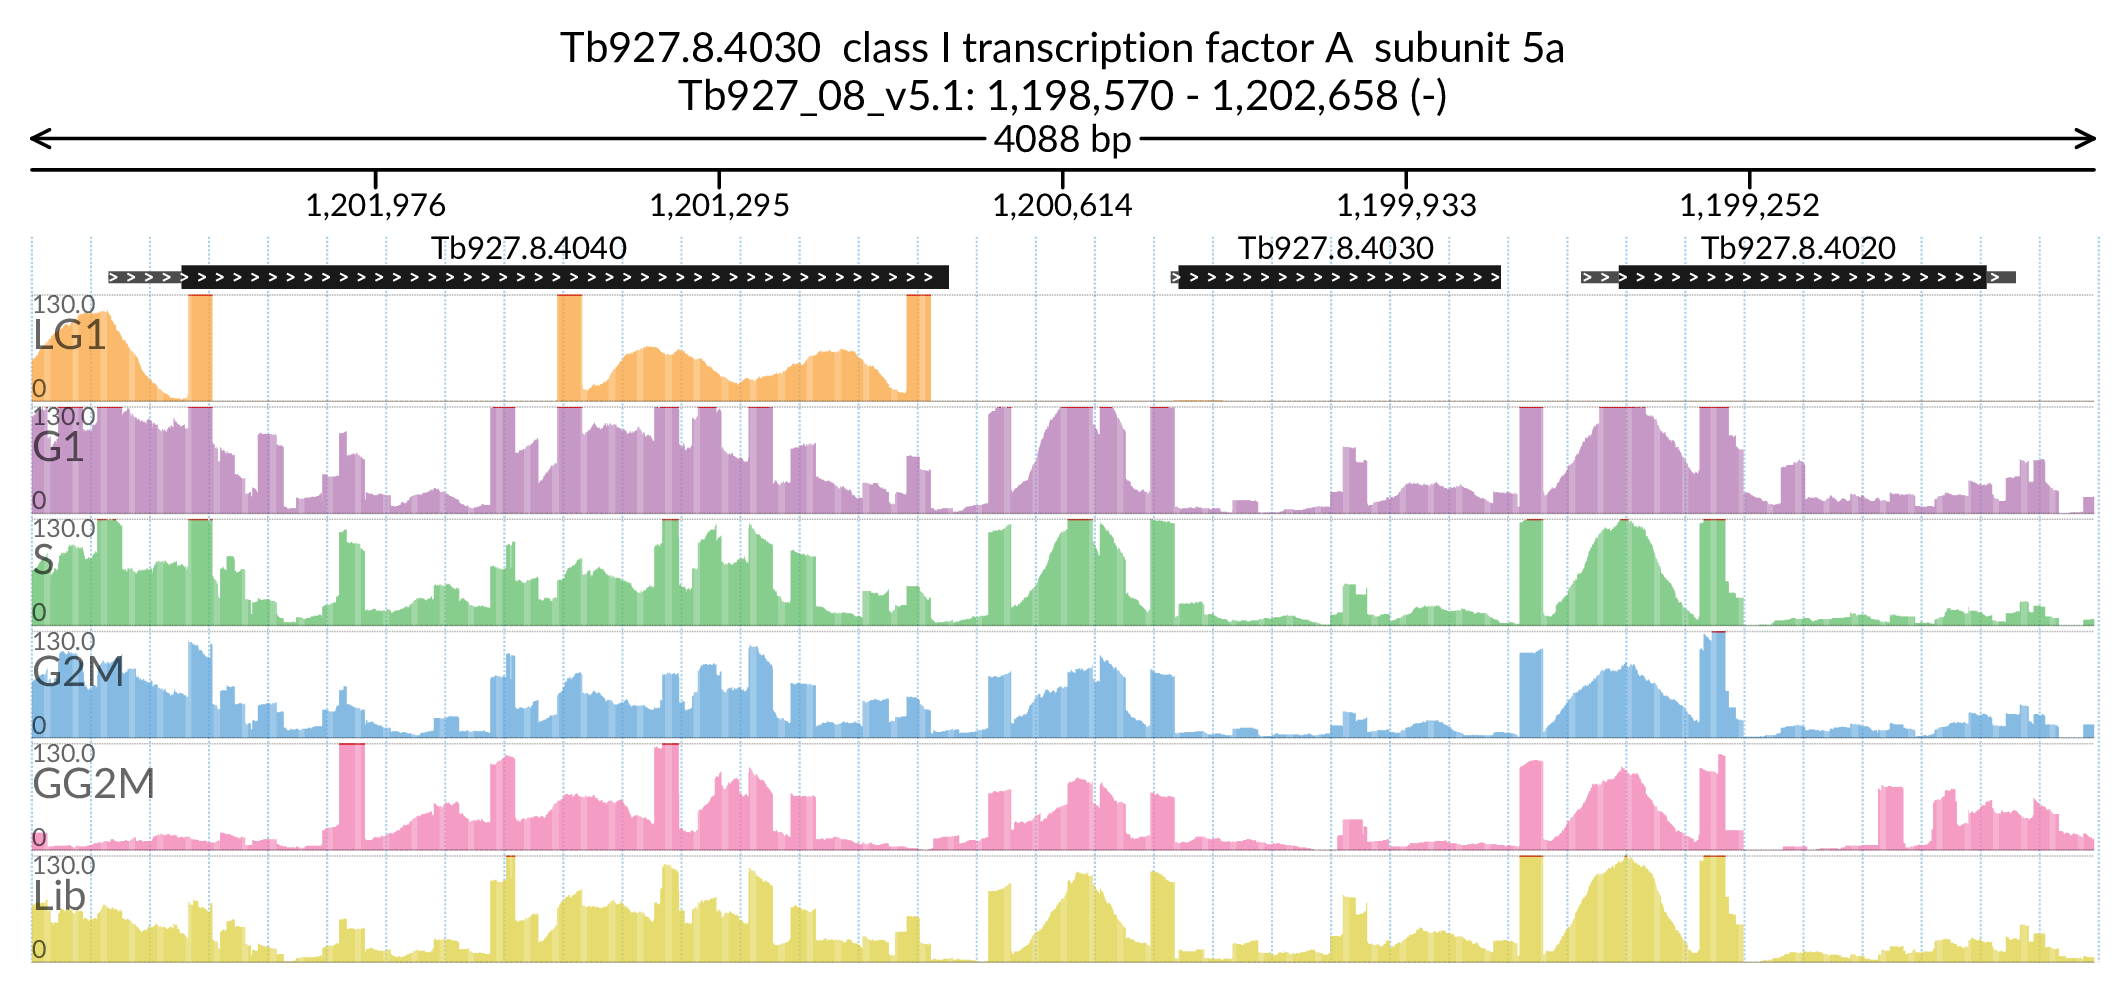 Tb927.8.4030  class I transcription factor A  subunit 5a
Tb927_08_v5.1: 1,198,570 - 1,202,658 (-)
4088 bp
1,201,976 1,201,295 1,200,614 1,199,933 1,199,252
Tb927.8.4040 Tb927.8.4030 Tb927.8.4020
130.0
LG1
0
130.0
G1
0
130.0
S
0
130.0
G2M
0
130.0
GG2M
0
130.0
Lib
0